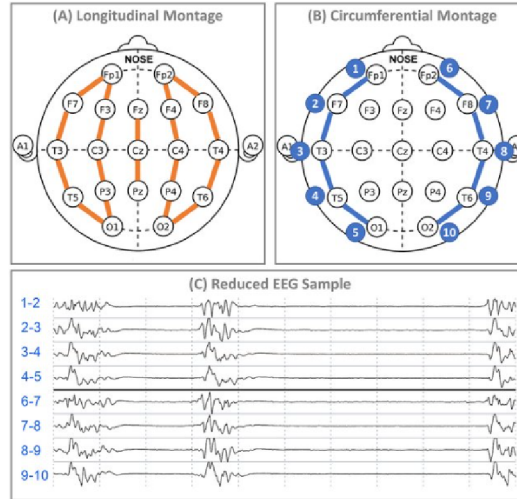 (A) Longitudinal Montage
NOSE
Fp1 Fp2
F7 F3 Fz F4 F8
A1 T3 C3 Cz C4 T4 A2
T5 P3 Pz P4 T6
O1 O2
(B) Circumferential Montage
1 NOSE 6
Fp1 Fp2
2 F7 F3 Fz F4 F8 7
3 T3 C3 Cz C4 T4 8
4 T5 P3 Pz P4 T6 9
5 O1 O2 10
(C) Reduced EEG Sample
1-2
2-3
3-4
4-5
6-7
7-8
8-9
9-10